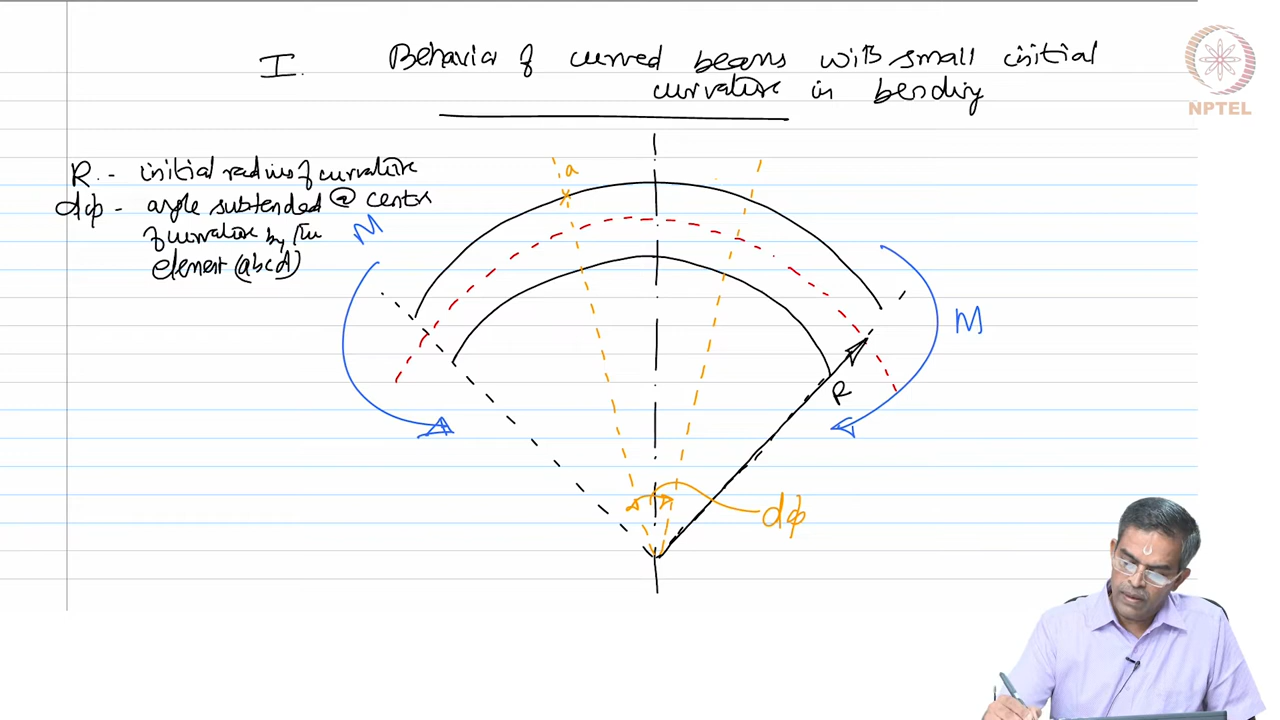 I. Behavior of curved beams with small initial
curvature in bending
NPTEL
R - initial radius of curvature
dφ - angle subtended @ centre
of curvature by the
element (abcd)
a
M
M
R
dφ